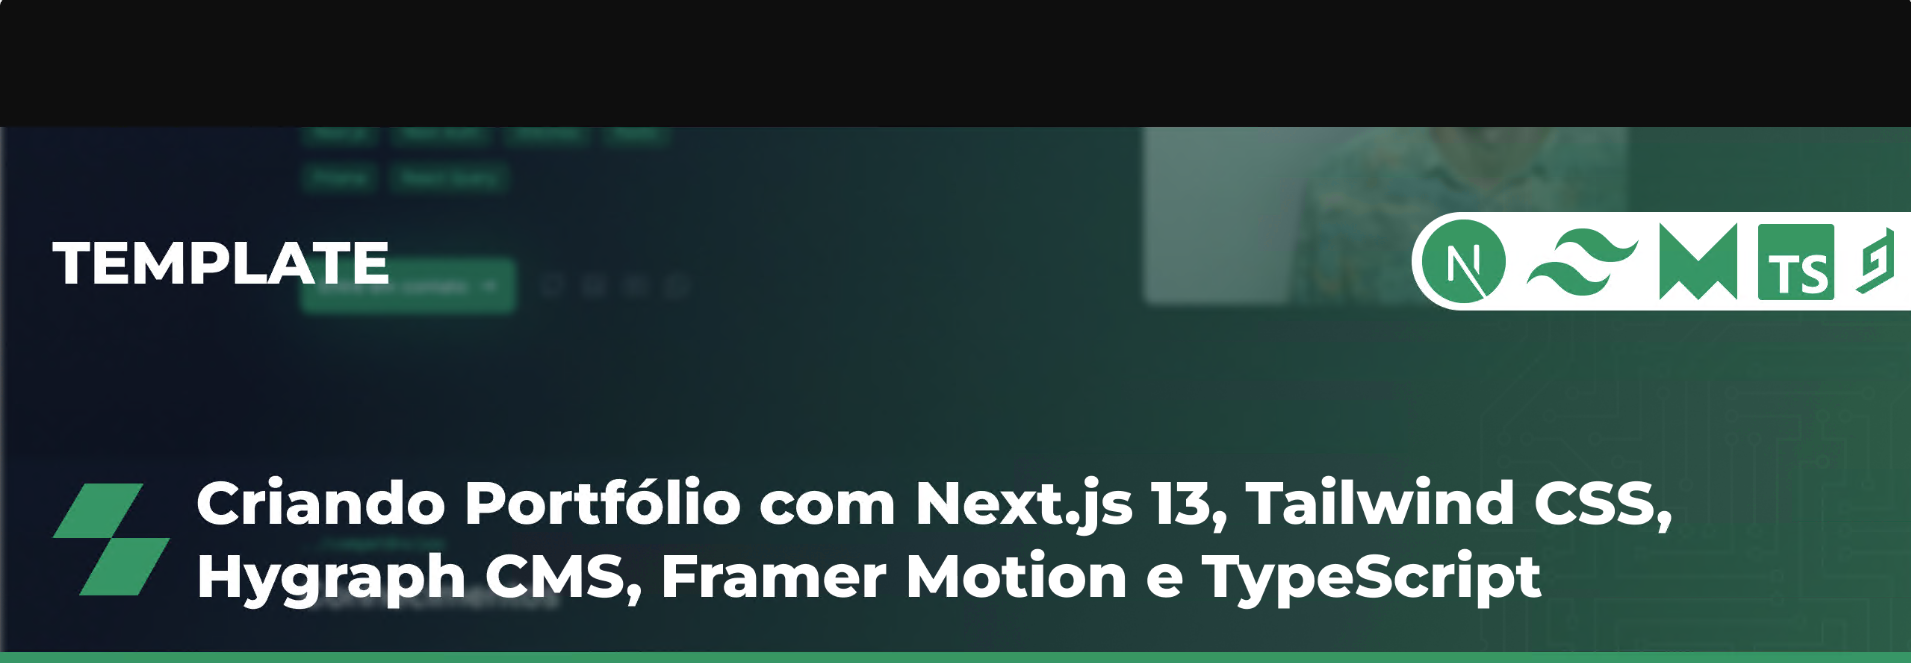 TEMPLATE
N
TS
Criando Portfólio com Next.js 13, Tailwind CSS,
Hygraph CMS, Framer Motion e TypeScript